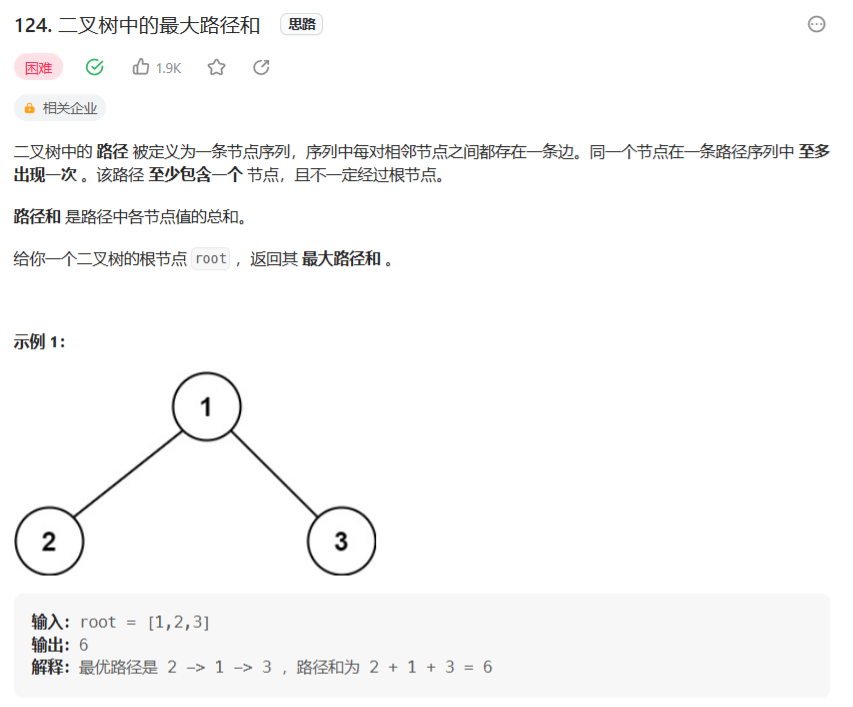 124. 二叉树中的最大路径和 思路
困难 1.9K
相关企业
二叉树中的 路径 被定义为一条节点序列，序列中每对相邻节点之间都存在一条边。同一个节点在一条路径序列中 至多
出现一次 。该路径 至少包含一个 节点，且不一定经过根节点。
路径和 是路径中各节点值的总和。
给你一个二叉树的根节点 root ，返回其 最大路径和 。
示例 1：
1
2 3
输入：root = [1,2,3]
输出：6
解释：最优路径是 2 -> 1 -> 3 ，路径和为 2 + 1 + 3 = 6